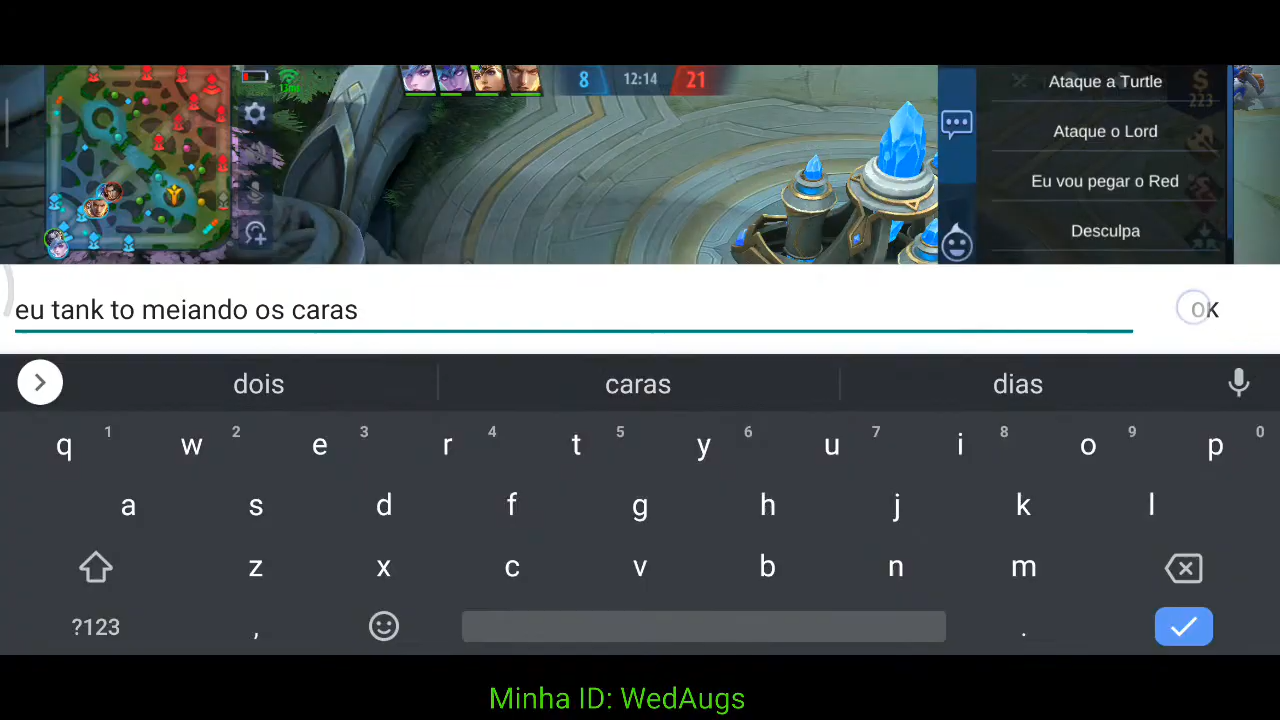 8 12:14 21
Ataque a Turtle
223
Ataque o Lord
Eu vou pegar o Red
Desculpa
eu tank to meiando os caras
OK
dois caras dias
1 2 3 4 5 6 7 8 9 0
q w e r t y u i o p
a s d f g h j k l
z x c v b n m
?123 , .
Minha ID: WedAugs